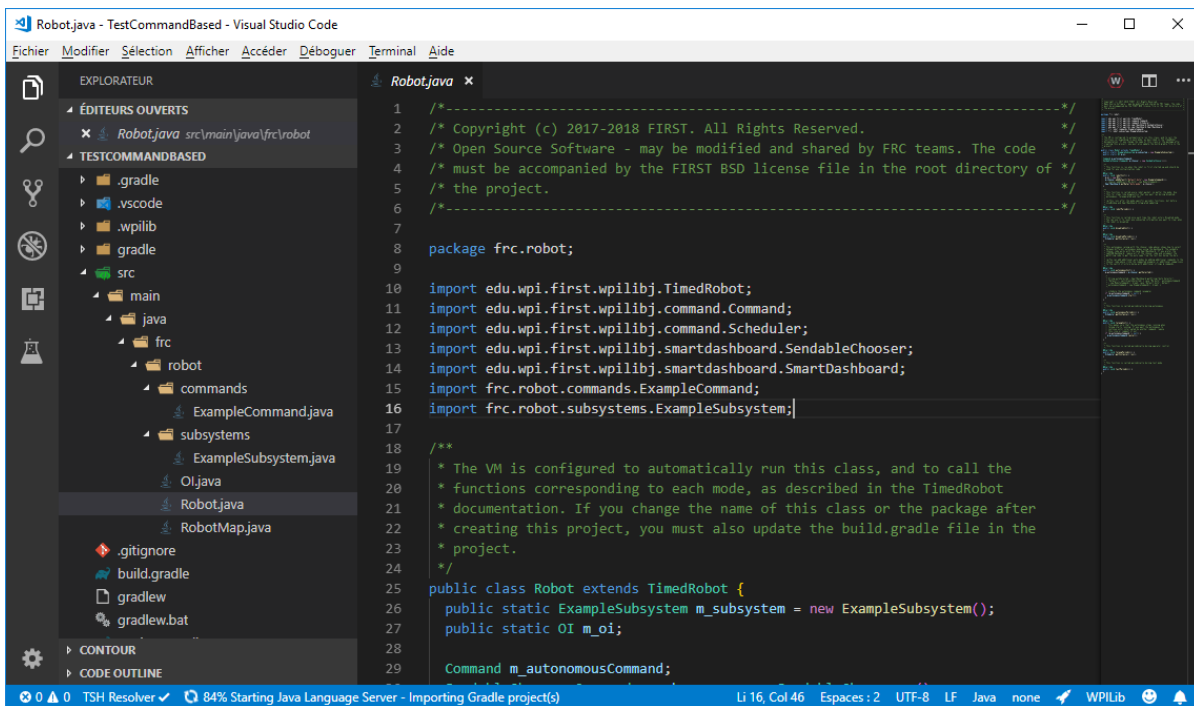 Robot.java - TestCommandBased - Visual Studio Code
Fichier Modifier Sélection Afficher Accéder Déboguer Terminal Aide
EXPLORATEUR
ÉDITEURS OUVERTS
Robot.java src\main\java\frc\robot
TESTCOMMANDBASED
.gradle
.vscode
.wpilib
gradle
src
main
java
frc
robot
commands
ExampleCommand.java
subsystems
ExampleSubsystem.java
OI.java
Robot.java
RobotMap.java
.gitignore
build.gradle
gradlew
gradlew.bat
CONTOUR
CODE OUTLINE
Robot.java
W
1 /*----------------------------------------------------------------------------*/
2 /* Copyright (c) 2017-2018 FIRST. All Rights Reserved. */
3 /* Open Source Software - may be modified and shared by FRC teams. The code */
4 /* must be accompanied by the FIRST BSD license file in the root directory of */
5 /* the project. */
6 /*----------------------------------------------------------------------------*/
7
8 package frc.robot;
9
10 import edu.wpi.first.wpilibj.TimedRobot;
11 import edu.wpi.first.wpilibj.command.Command;
12 import edu.wpi.first.wpilibj.command.Scheduler;
13 import edu.wpi.first.wpilibj.smartdashboard.SendableChooser;
14 import edu.wpi.first.wpilibj.smartdashboard.SmartDashboard;
15 import frc.robot.commands.ExampleCommand;
16 import frc.robot.subsystems.ExampleSubsystem;
17
18 /**
19 * The VM is configured to automatically run this class, and to call the
20 * functions corresponding to each mode, as described in the TimedRobot
21 * documentation. If you change the name of this class or the package after
22 * creating this project, you must also update the build.gradle file in the
23 * project.
24 */
25 public class Robot extends TimedRobot {
26 public static ExampleSubsystem m_subsystem = new ExampleSubsystem();
27 public static OI m_oi;
28
29 Command m_autonomousCommand;
0 0 TSH Resolver 84% Starting Java Language Server - Importing Gradle project(s) Li 16, Col 46 Espaces : 2 UTF-8 LF Java none WPILib